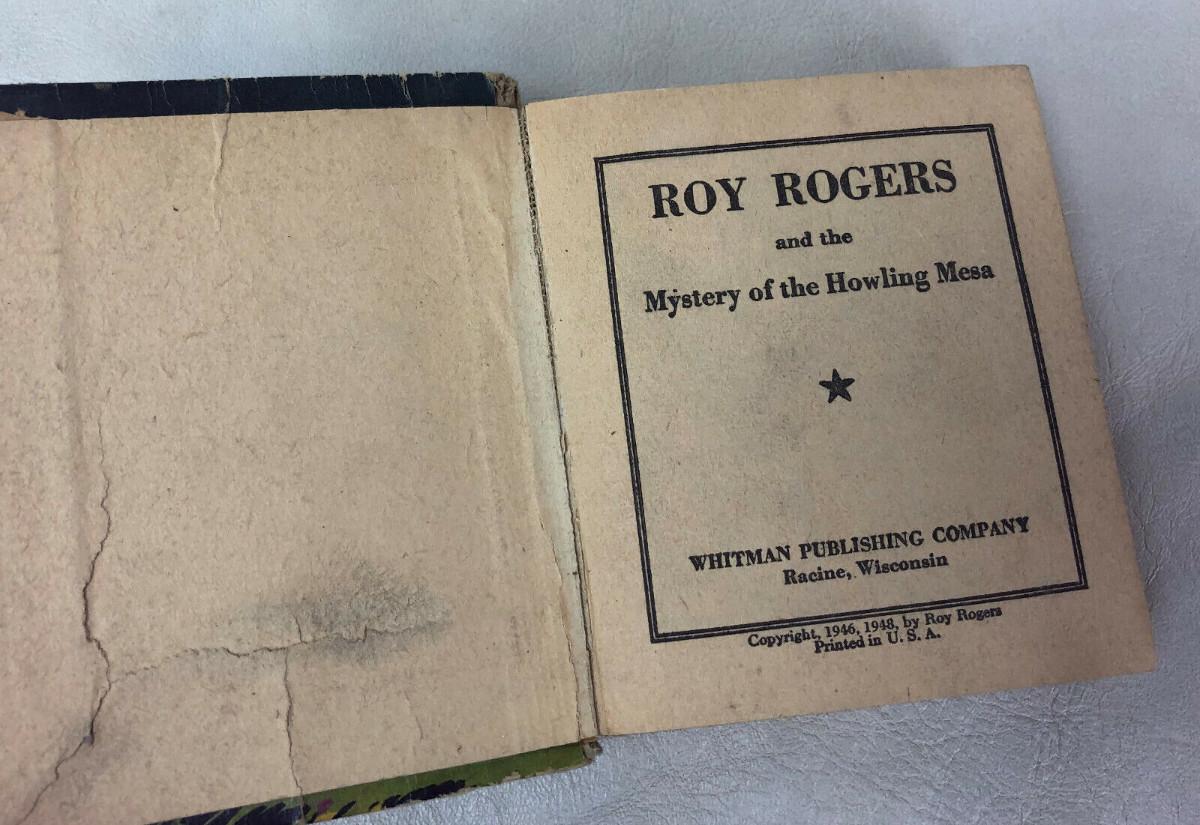 ROY ROGERS
and the
Mystery of the Howling Mesa
WHITMAN PUBLISHING COMPANY
Racine, Wisconsin
Copyright, 1946, 1948, by Roy Rogers
Printed in U. S. A.